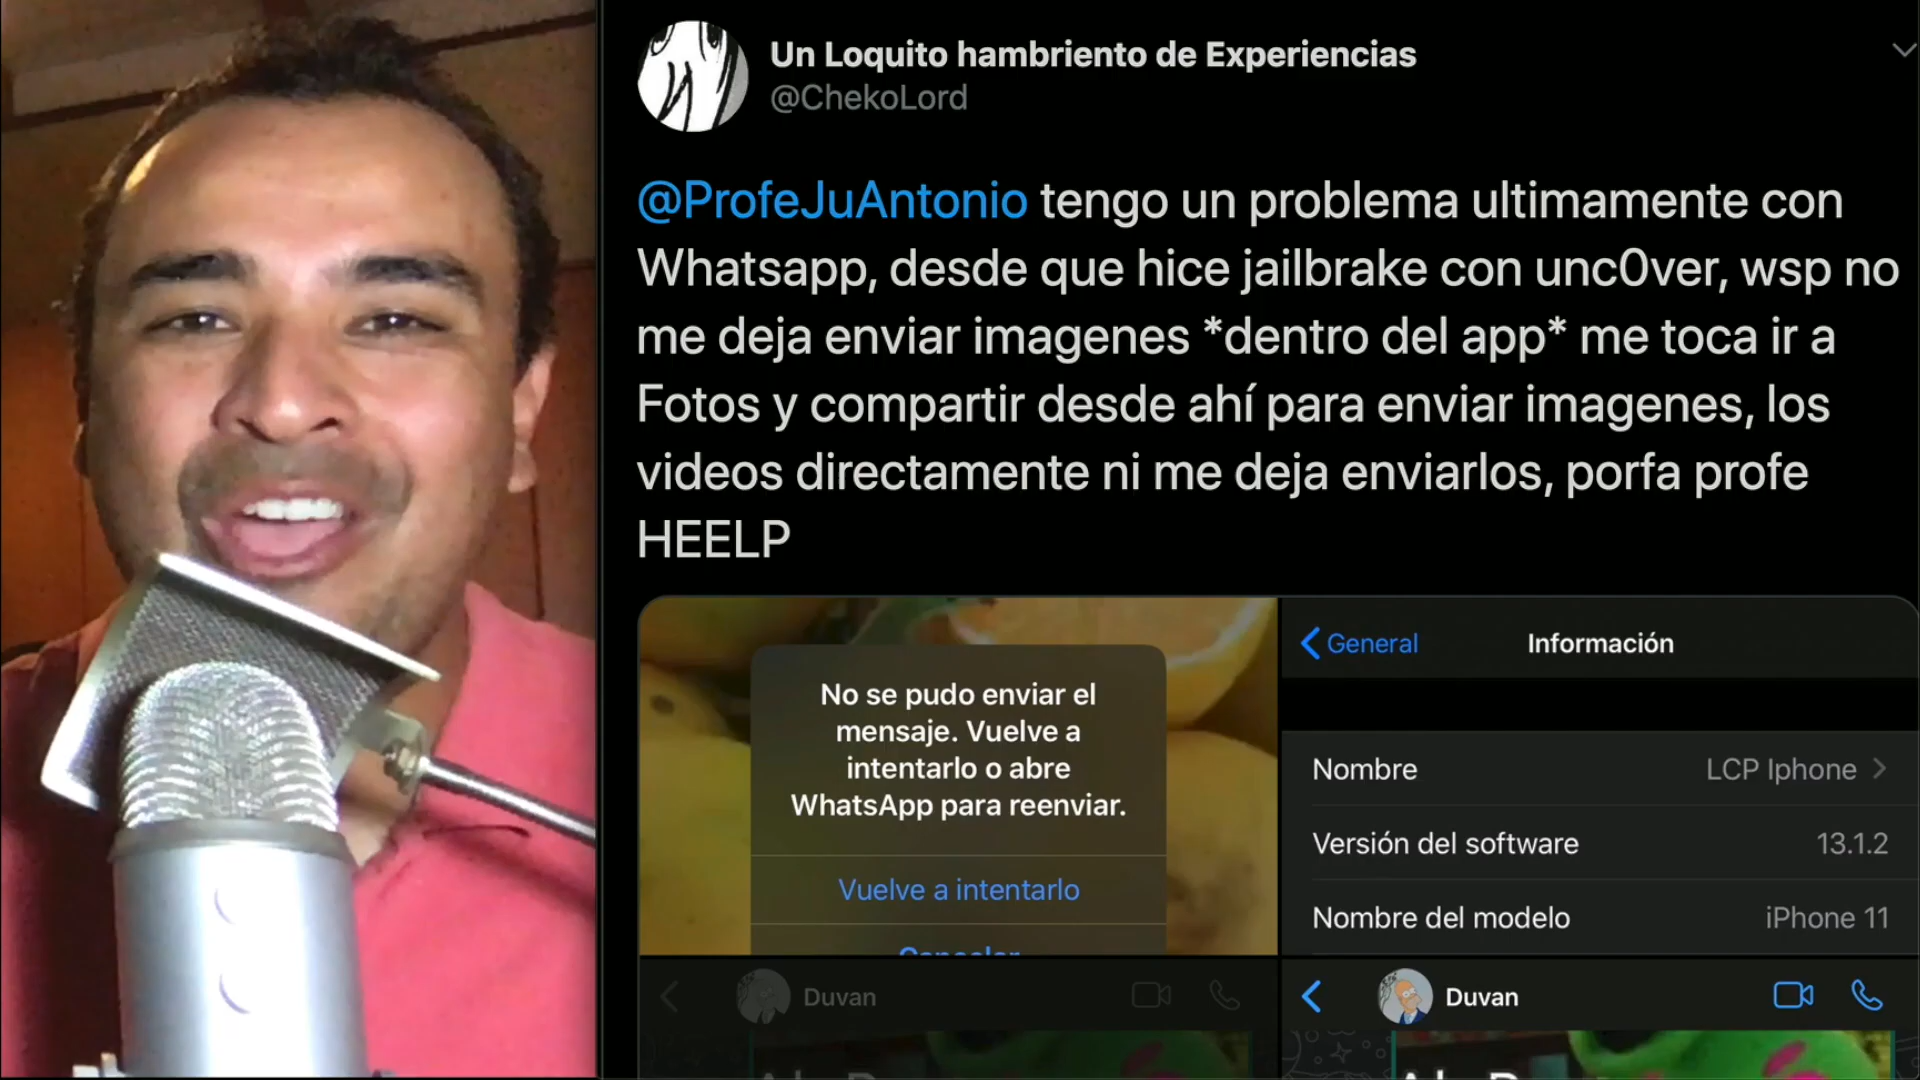 Un Loquito hambriento de Experiencias
@ChekoLord
@ProfeJuAntonio tengo un problema ultimamente con
Whatsapp, desde que hice jailbrake con unc0ver, wsp no
me deja enviar imagenes *dentro del app* me toca ir a
Fotos y compartir desde ahí para enviar imagenes, los
videos directamente ni me deja enviarlos, porfa profe
HEELP
No se pudo enviar el
mensaje. Vuelve a
intentarlo o abre
WhatsApp para reenviar.
Vuelve a intentarlo
Cancelar
General
Información
Nombre
LCP Iphone
Versión del software
13.1.2
Nombre del modelo
iPhone 11
Duvan
Duvan